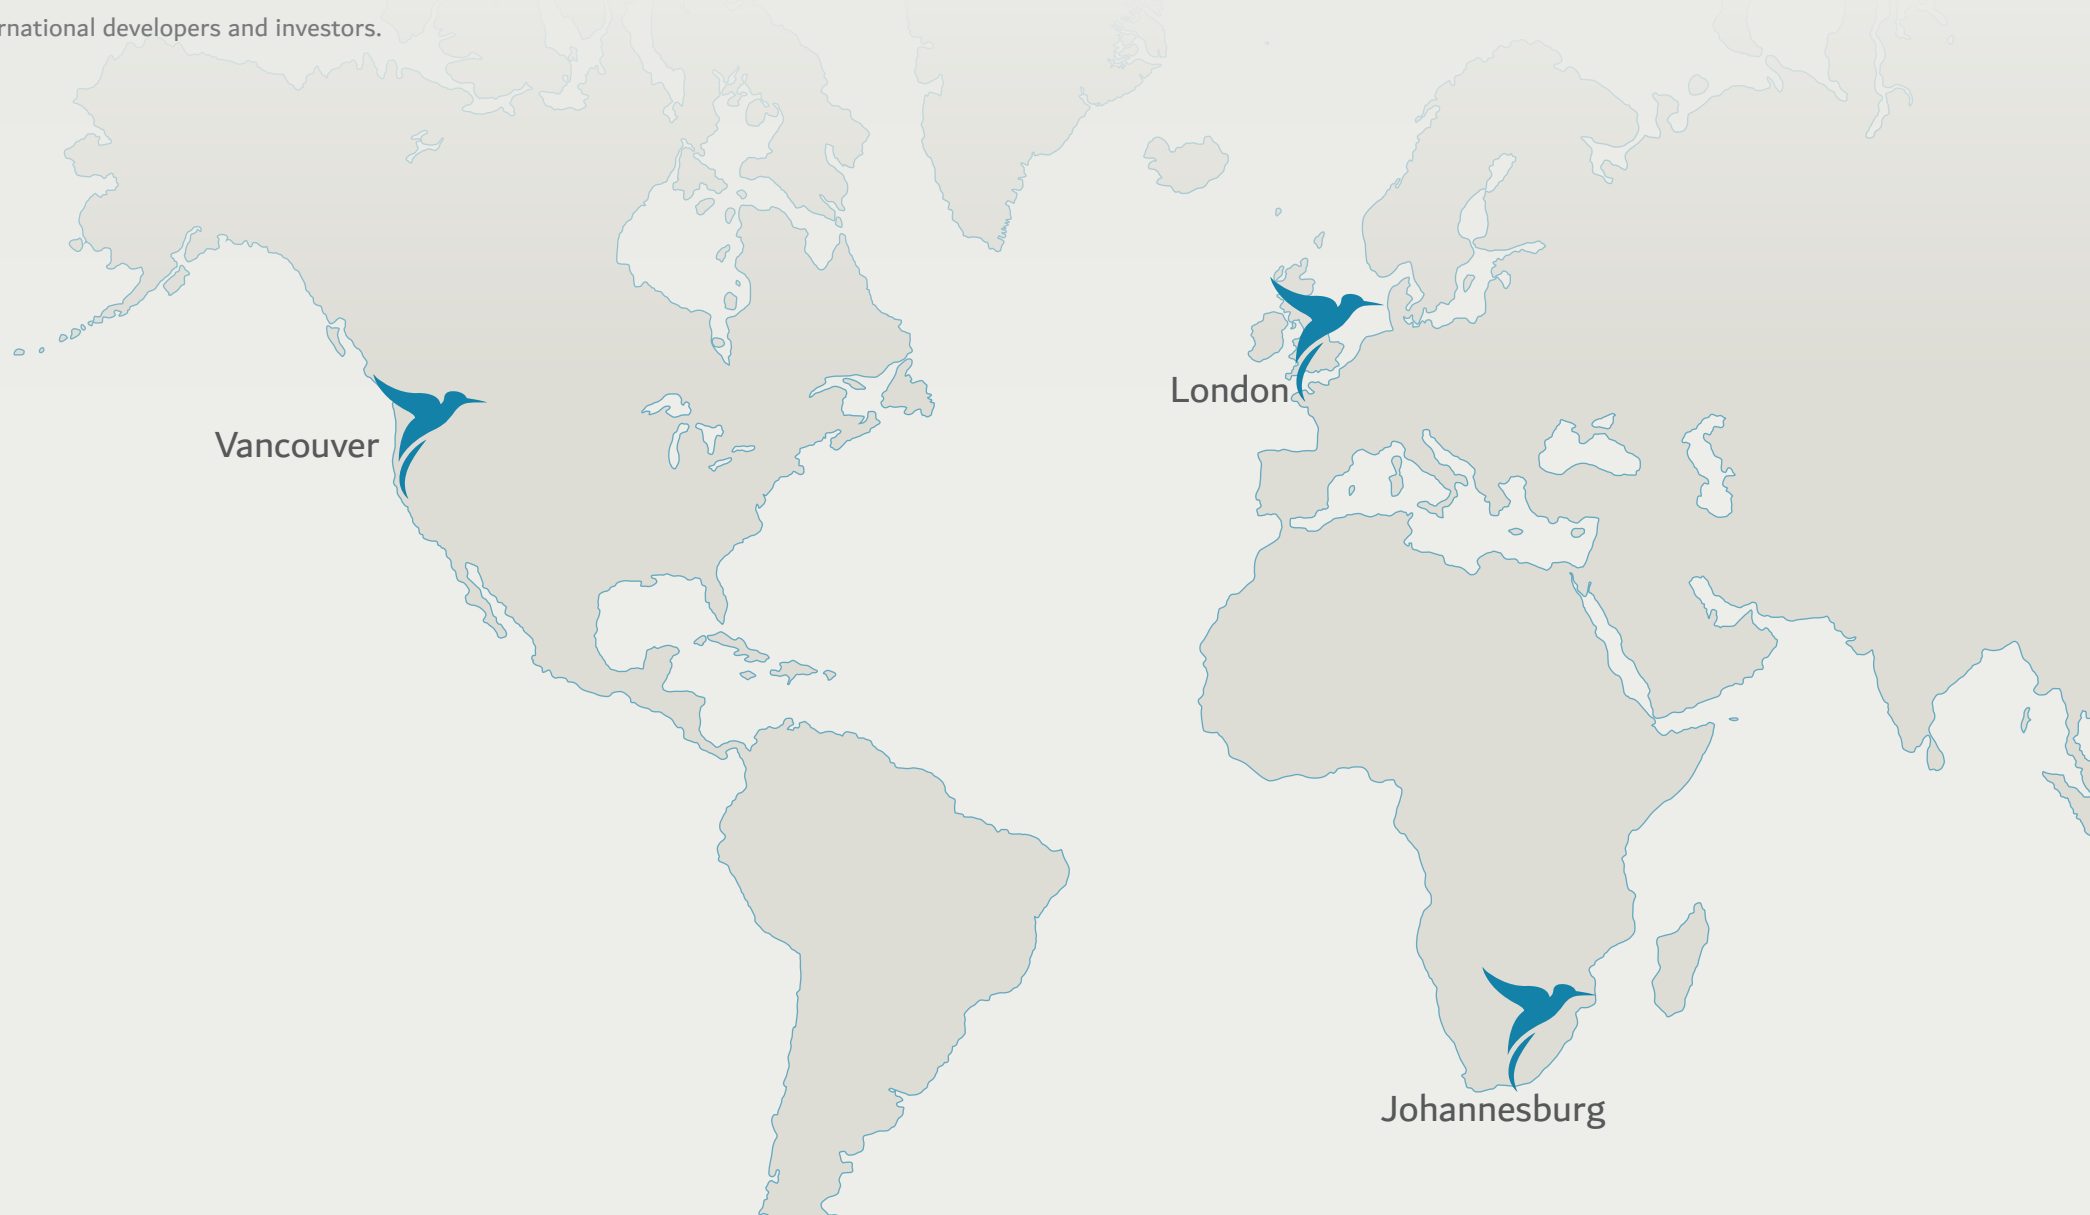 rnational developers and investors.
London
Vancouver
Johannesburg